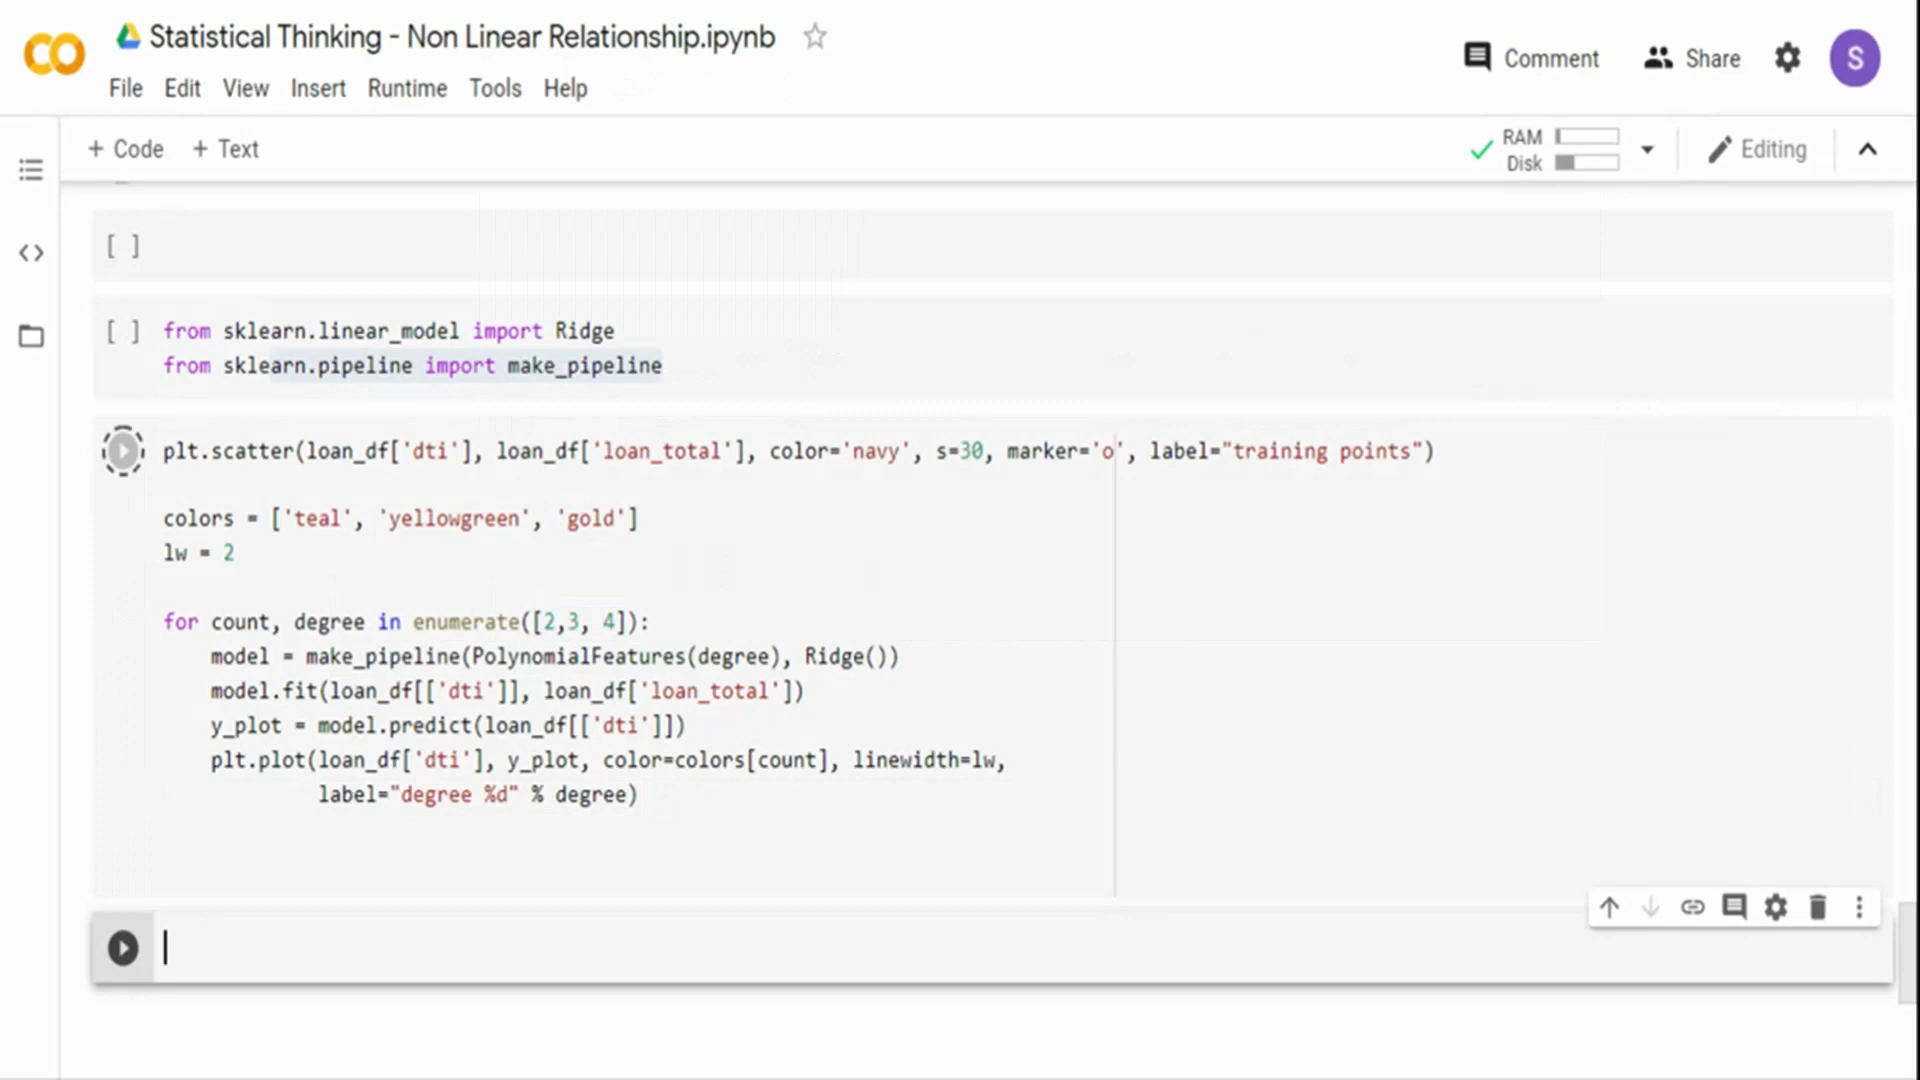 Statistical Thinking - Non Linear Relationship.ipynb
Comment
Share
S
File Edit View Insert Runtime Tools Help
+ Code + Text
RAM
Disk
Editing
[ ]
[ ] from sklearn.linear_model import Ridge
from sklearn.pipeline import make_pipeline
plt.scatter(loan_df['dti'], loan_df['loan_total'], color='navy', s=30, marker='o', label="training points")
colors = ['teal', 'yellowgreen', 'gold']
lw = 2
for count, degree in enumerate([2,3, 4]):
model = make_pipeline(PolynomialFeatures(degree), Ridge())
model.fit(loan_df[['dti']], loan_df['loan_total'])
y_plot = model.predict(loan_df[['dti']])
plt.plot(loan_df['dti'], y_plot, color=colors[count], linewidth=lw,
label="degree %d" % degree)